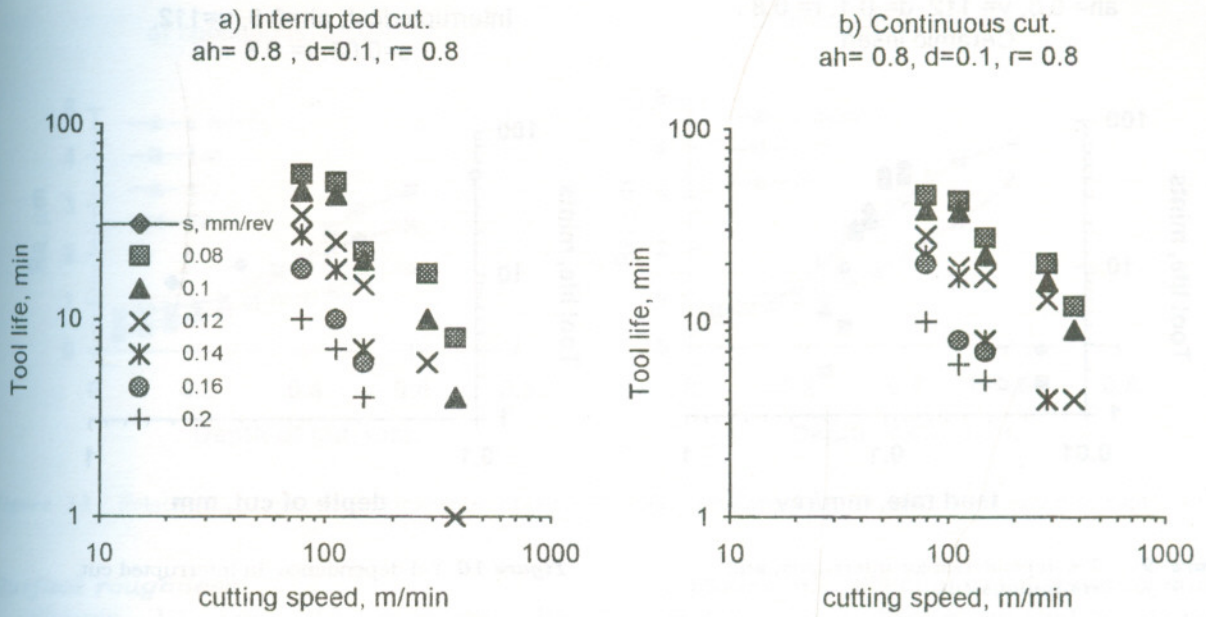 a) Interrupted cut.
ah= 0.8 , d=0.1, r= 0.8
100
10
1
10
100
1000
Tool life, min
cutting speed, m/min
s, mm/rev
0.08
0.1
0.12
0.14
0.16
0.2
b) Continuous cut.
ah= 0.8, d=0.1, r= 0.8
100
10
1
10
100
1000
Tool life, min
cutting speed, m/min